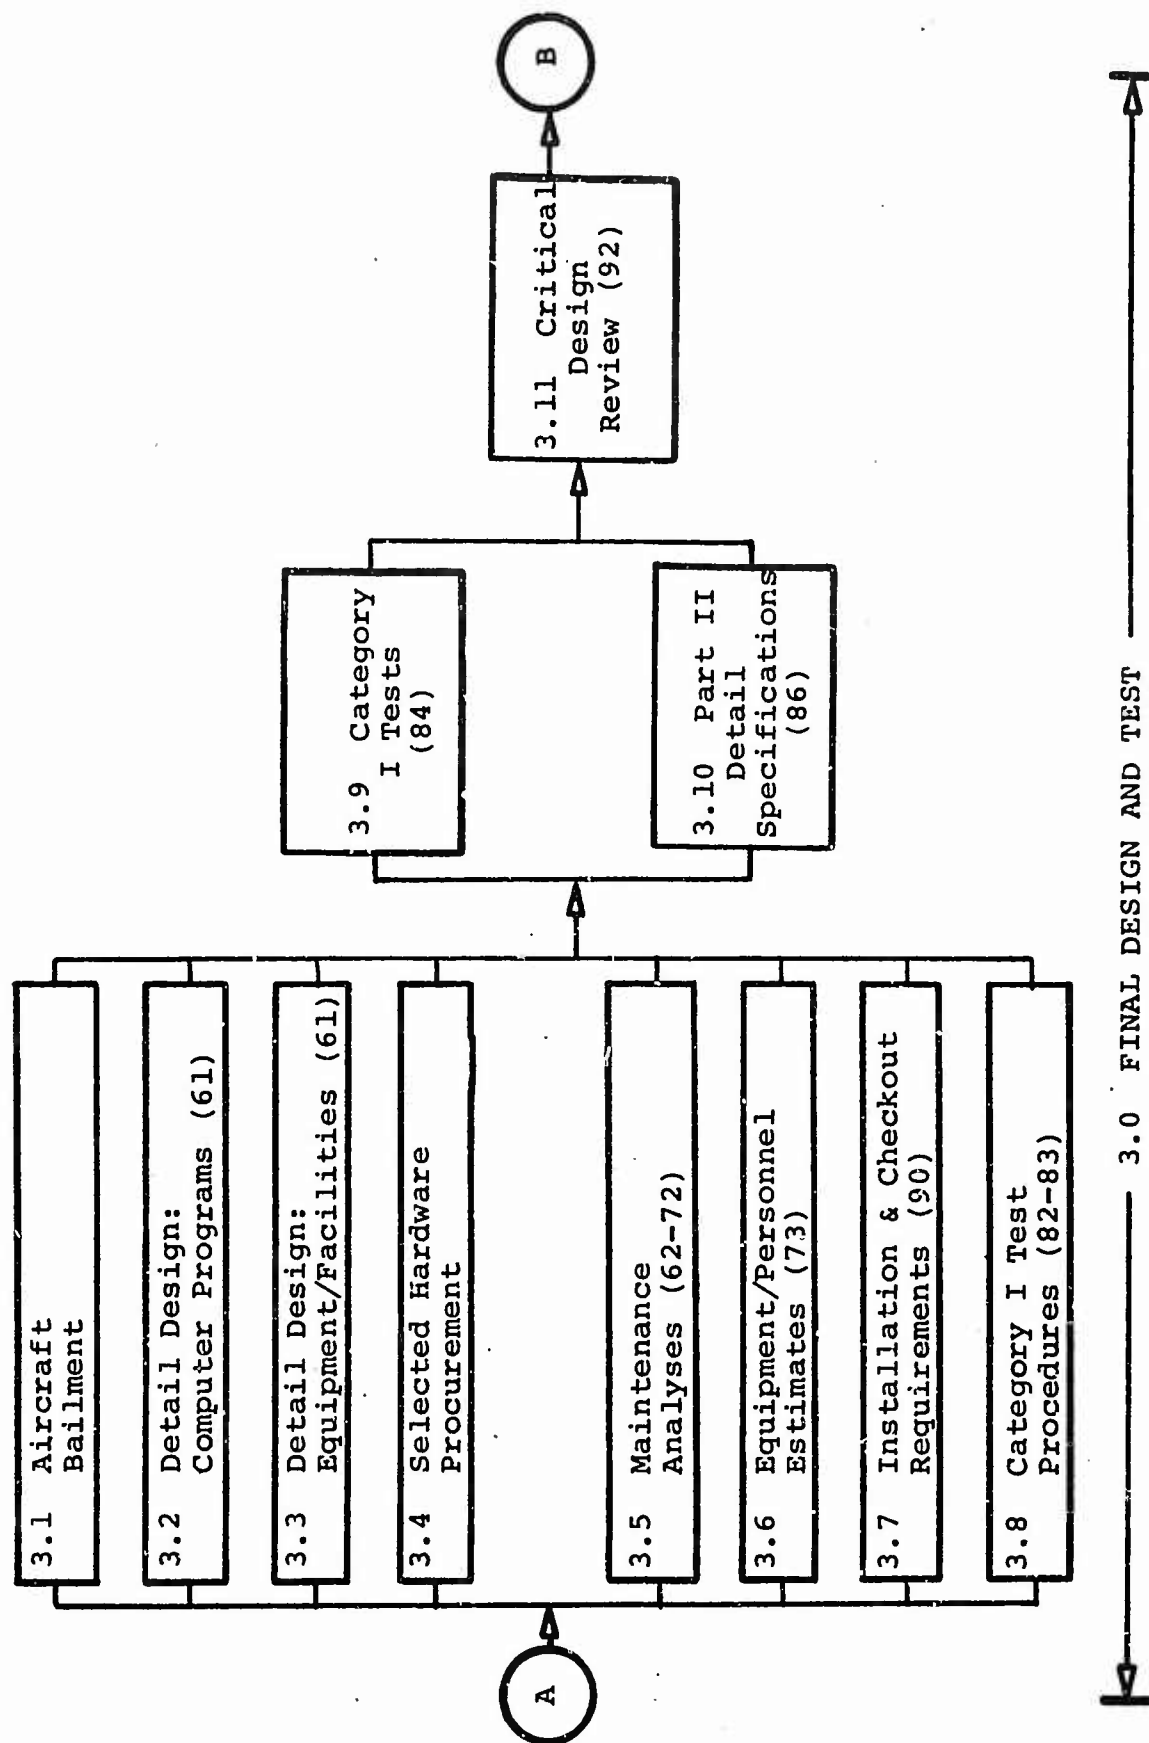 A
3.1 Aircraft
Bailment
3.2 Detail Design:
Computer Programs (61)
3.3 Detail Design:
Equipment/Facilities (61)
3.4 Selected Hardware
Procurement
3.5 Maintenance
Analyses (62-72)
3.6 Equipment/Personnel
Estimates (73)
3.7 Installation & Checkout
Requirements (90)
3.8 Category I Test
Procedures (82-83)
3.9 Category
I Tests
(84)
3.10 Part II
Detail
Specifications
(86)
3.11 Critical
Design
Review (92)
B
3.0 FINAL DESIGN AND TEST